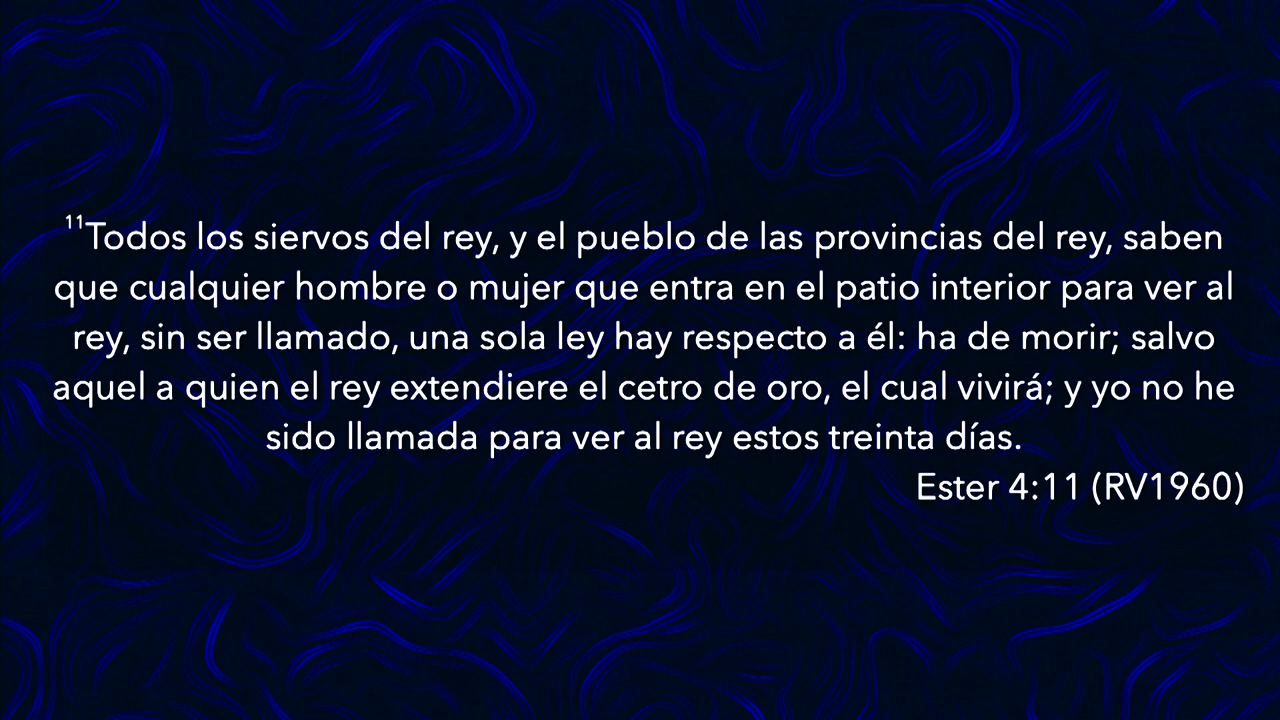 ¹¹Todos los siervos del rey, y el pueblo de las provincias del rey, saben
que cualquier hombre o mujer que entra en el patio interior para ver al
rey, sin ser llamado, una sola ley hay respecto a él: ha de morir; salvo
aquel a quien el rey extendiere el cetro de oro, el cual vivirá; y yo no he
sido llamada para ver al rey estos treinta días.
Ester 4:11 (RV1960)